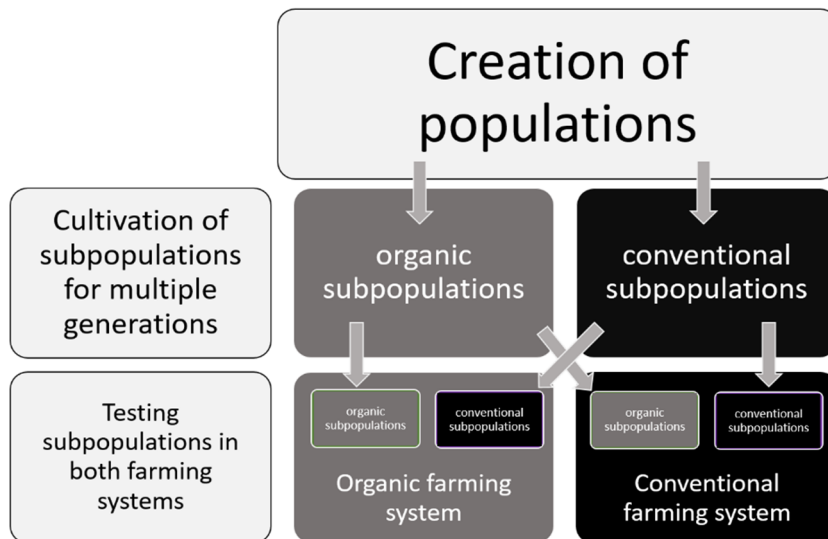 Creation of
populations
Cultivation of
subpopulations
for multiple
generations
organic
subpopulations
conventional
subpopulations
Testing
subpopulations in
both farming
systems
organic
subpopulations
conventional
subpopulations
Organic farming
system
organic
subpopulations
conventional
subpopulations
Conventional
farming system